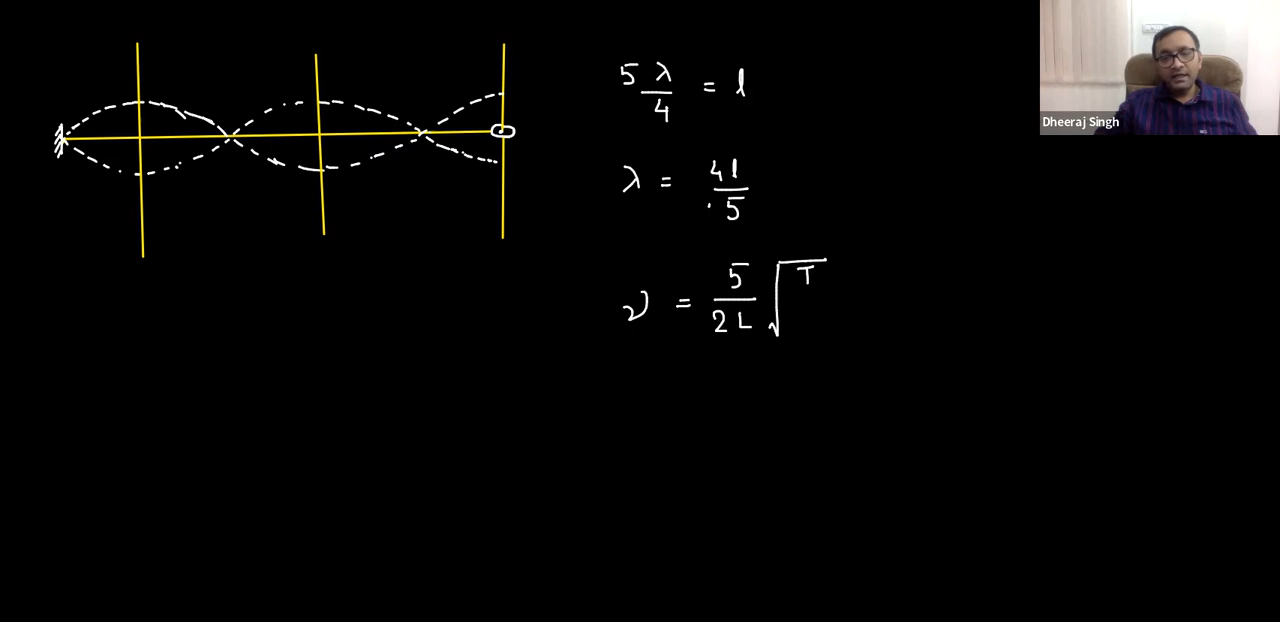 5 λ/4 = l
λ = 4l/5
ν = 5/2L √T
Dheeraj Singh